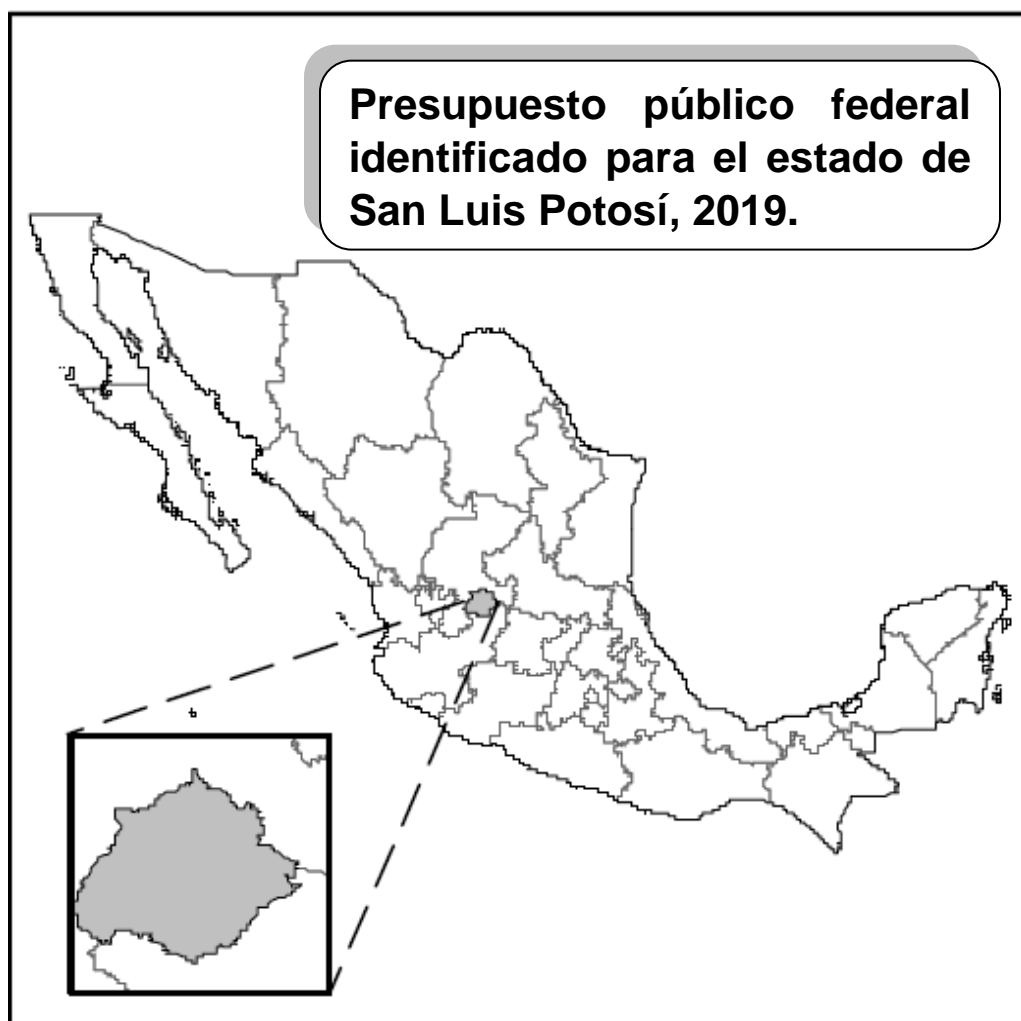 Presupuesto público federal
identificado para el estado de
San Luis Potosí, 2019.